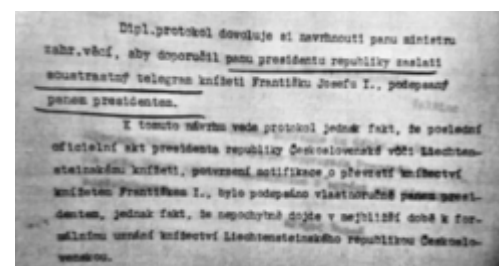 Dipl.protokol dovoluje si navrhnouti panu ministru
zahr.věcí, aby doporučil panu presidentu republiky zaslati
soustrastný telegram knížeti Františku Josefu I., podepsaný
panem presidentem.
K tomuto návrhu vede protokol jednak fakt, že poslední
oficielní akt presidenta republiky Československé vůči Liechten-
steinskému knížeti, potvrzení notifikace o převzetí knížectví
knížetem Františkem I., bylo podepsáno vlastnoručně panem presi-
dentem, jednak fakt, že nepochybně dojde v nejbližší době k for-
málnímu uznání knížectví Liechtensteinského republikou Českoslo-
venskou.